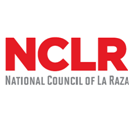 NCLR
NATIONAL COUNCIL OF LA RAZA